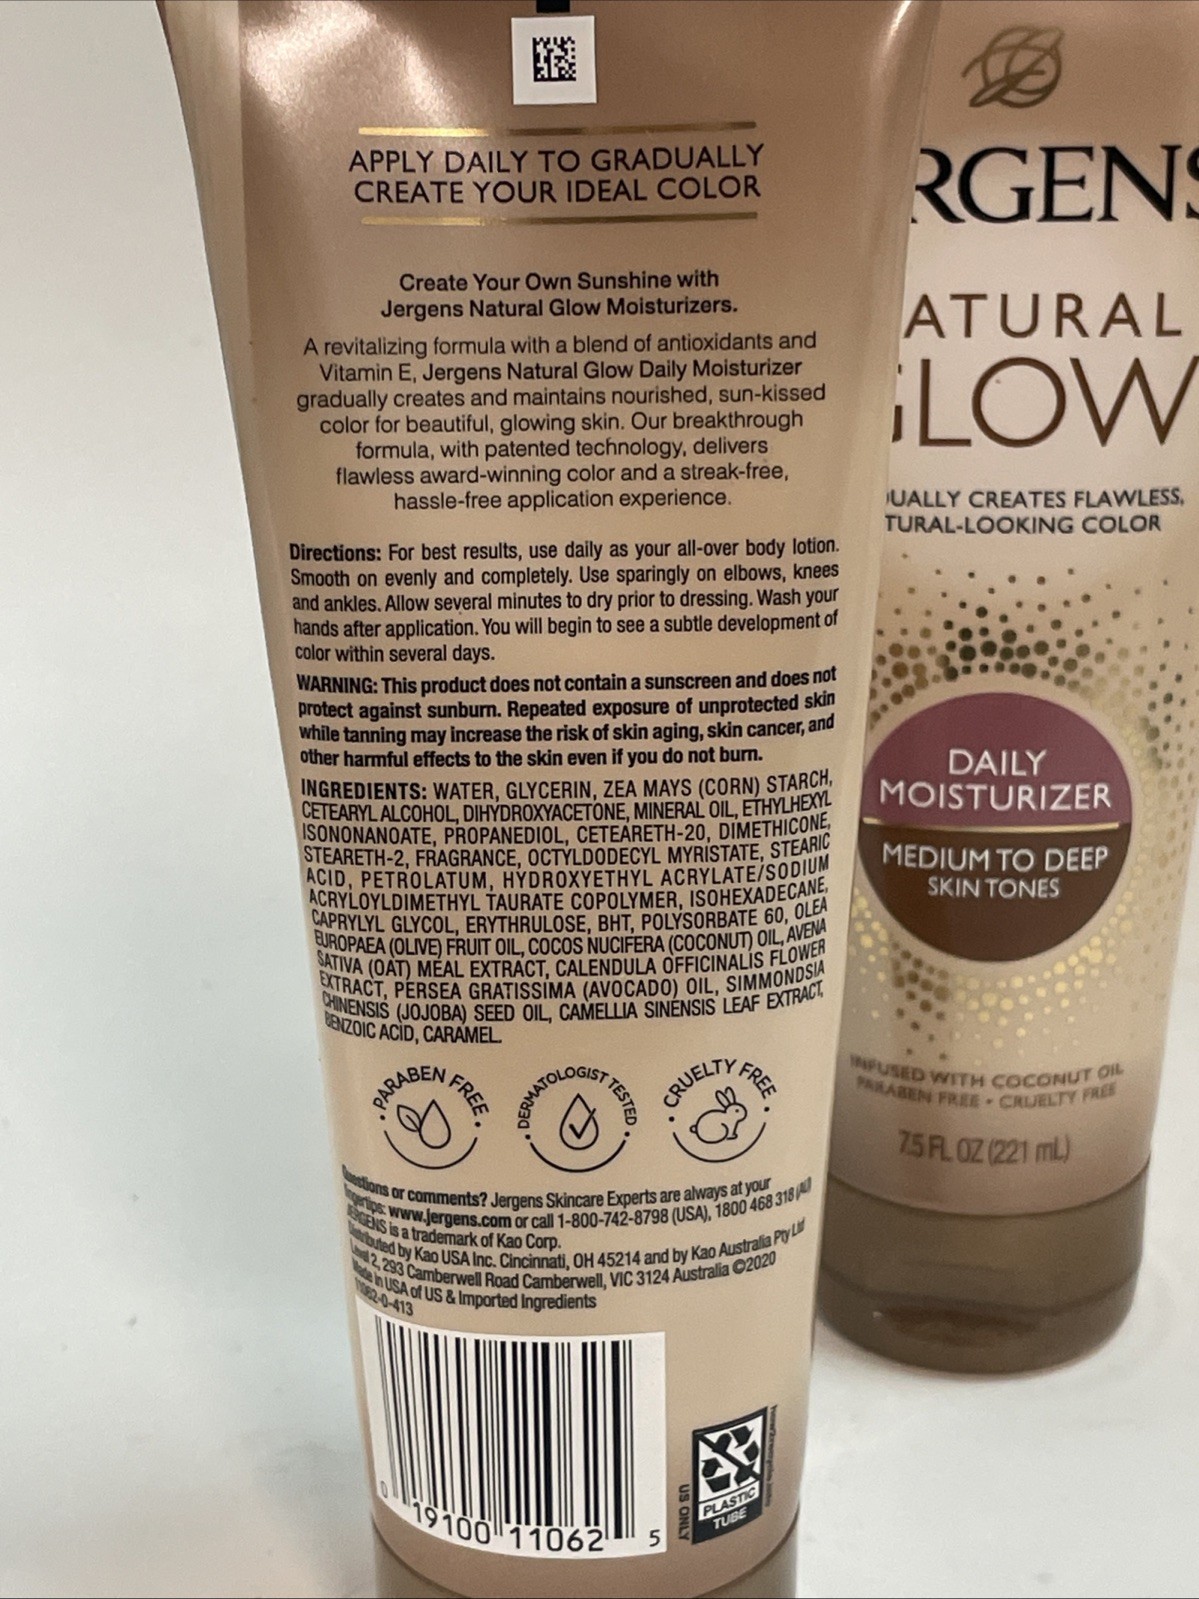 APPLY DAILY TO GRADUALLY
CREATE YOUR IDEAL COLOR
Create Your Own Sunshine with
Jergens Natural Glow Moisturizers.
A revitalizing formula with a blend of antioxidants and
Vitamin E, Jergens Natural Glow Daily Moisturizer
gradually creates and maintains nourished, sun-kissed
color for beautiful, glowing skin. Our breakthrough
formula, with patented technology, delivers
flawless award-winning color and a streak-free,
hassle-free application experience.
Directions: For best results, use daily as your all-over body lotion.
Smooth on evenly and completely. Use sparingly on elbows, knees
and ankles. Allow several minutes to dry prior to dressing. Wash your
hands after application. You will begin to see a subtle development of
color within several days.
WARNING: This product does not contain a sunscreen and does not
protect against sunburn. Repeated exposure of unprotected skin
while tanning may increase the risk of skin aging, skin cancer, and
other harmful effects to the skin even if you do not burn.
INGREDIENTS: WATER, GLYCERIN, ZEA MAYS (CORN) STARCH,
CETEARYL ALCOHOL, DIHYDROXYACETONE, MINERAL OIL, ETHYLHEXYL
ISONONANOATE, PROPANEDIOL, CETEARETH-20, DIMETHICONE,
STEARETH-2, FRAGRANCE, OCTYLDODECYL MYRISTATE, STEARIC
ACID, PETROLATUM, HYDROXYETHYL ACRYLATE/SODIUM
ACRYLOYLDIMETHYL TAURATE COPOLYMER, ISOHEXADECANE,
CAPRYLYL GLYCOL, ERYTHRULOSE, BHT, POLYSORBATE 60, OLEA
EUROPAEA (OLIVE) FRUIT OIL, COCOS NUCIFERA (COCONUT) OIL, AVENA
SATIVA (OAT) MEAL EXTRACT, CALENDULA OFFICINALIS FLOWER
EXTRACT, PERSEA GRATISSIMA (AVOCADO) OIL, SIMMONDSIA
CHINENSIS (JOJOBA) SEED OIL, CAMELLIA SINENSIS LEAF EXTRACT,
BENZOIC ACID, CARAMEL.
PARABEN FREE
DERMATOLOGIST TESTED
CRUELTY FREE
Questions or comments? Jergens Skincare Experts are always at your
fingertips: www.jergens.com or call 1-800-742-8798 (USA), 1800 468 318 (AU)
JERGENS is a trademark of Kao Corp.
Distributed by Kao USA Inc. Cincinnati, OH 45214 and by Kao Australia Pty Ltd
Level 2, 293 Camberwell Road Camberwell, VIC 3124 Australia ©2020
Made in USA of US & Imported Ingredients
11062-0-413
0 19100 11062 5
US ONLY
PLASTIC
TUBE
how2recycle.info
RGENS
ATURAL
GLOW
UALLY CREATES FLAWLESS,
TURAL-LOOKING COLOR
DAILY
MOISTURIZER
MEDIUM TO DEEP
SKIN TONES
INFUSED WITH COCONUT OIL
PARABEN FREE • CRUELTY FREE
7.5 FL OZ (221 mL)